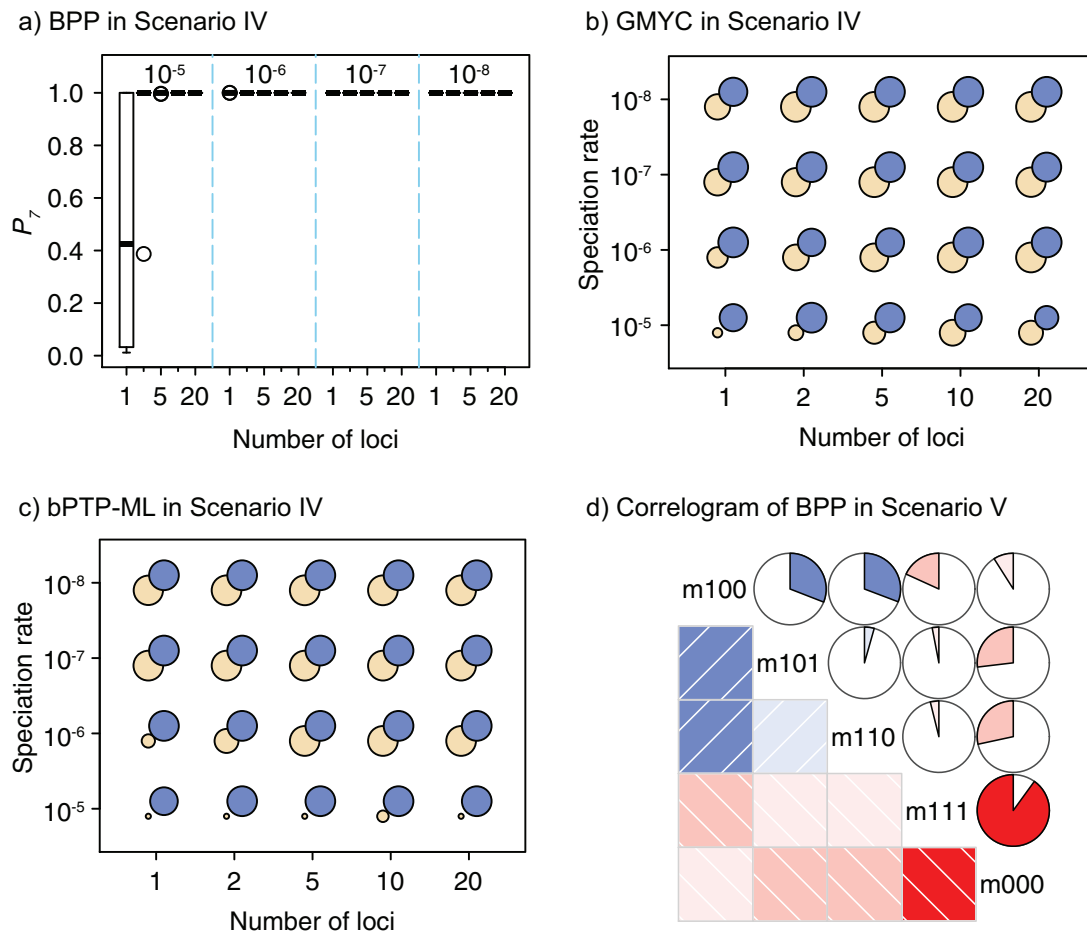 a) BPP in Scenario IV
10⁻⁵ 10⁻⁶ 10⁻⁷ 10⁻⁸
1.0
0.8
0.6
0.4
0.2
0.0
P₇
1 5 20 1 5 20 1 5 20 1 5 20
Number of loci
b) GMYC in Scenario IV
Speciation rate
10⁻⁸
10⁻⁷
10⁻⁶
10⁻⁵
1 2 5 10 20
Number of loci
c) bPTP-ML in Scenario IV
Speciation rate
10⁻⁸
10⁻⁷
10⁻⁶
10⁻⁵
1 2 5 10 20
Number of loci
d) Correlogram of BPP in Scenario V
m100
m101
m110
m111
m000